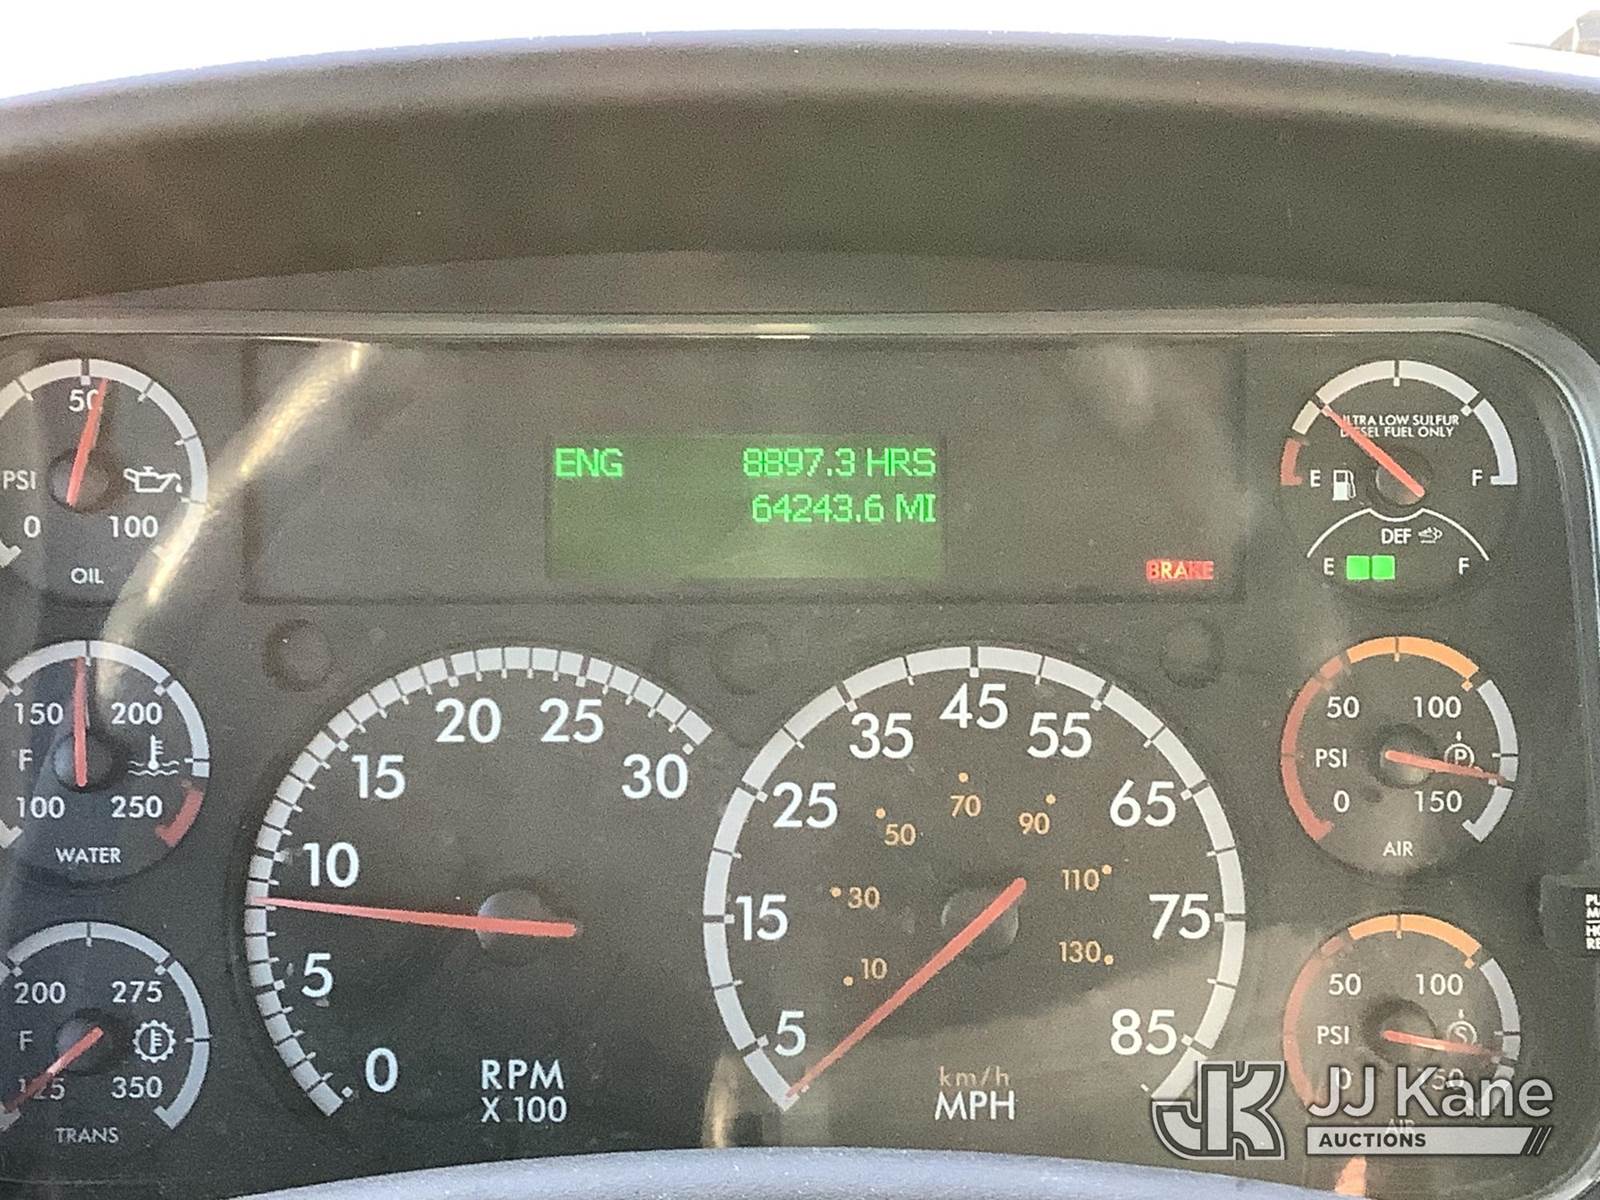 50
PSI
0 100
OIL
ENG 8897.3 HRS
64243.6 MI
BRAKE
ULTRA LOW SULFUR
DIESEL FUEL ONLY
E F
DEF
E F
150 200
F
100 250
WATER
0 5 10 15 20 25 30
RPM
X 100
5 15 25 35 45 55 65 75 85
10 30 50 70 90 110 130
km/h
MPH
50 100
PSI P
0 150
AIR
200 275
F
125 350
TRANS
50 100
PSI S
0 150
AIR
JK JJ Kane
AUCTIONS